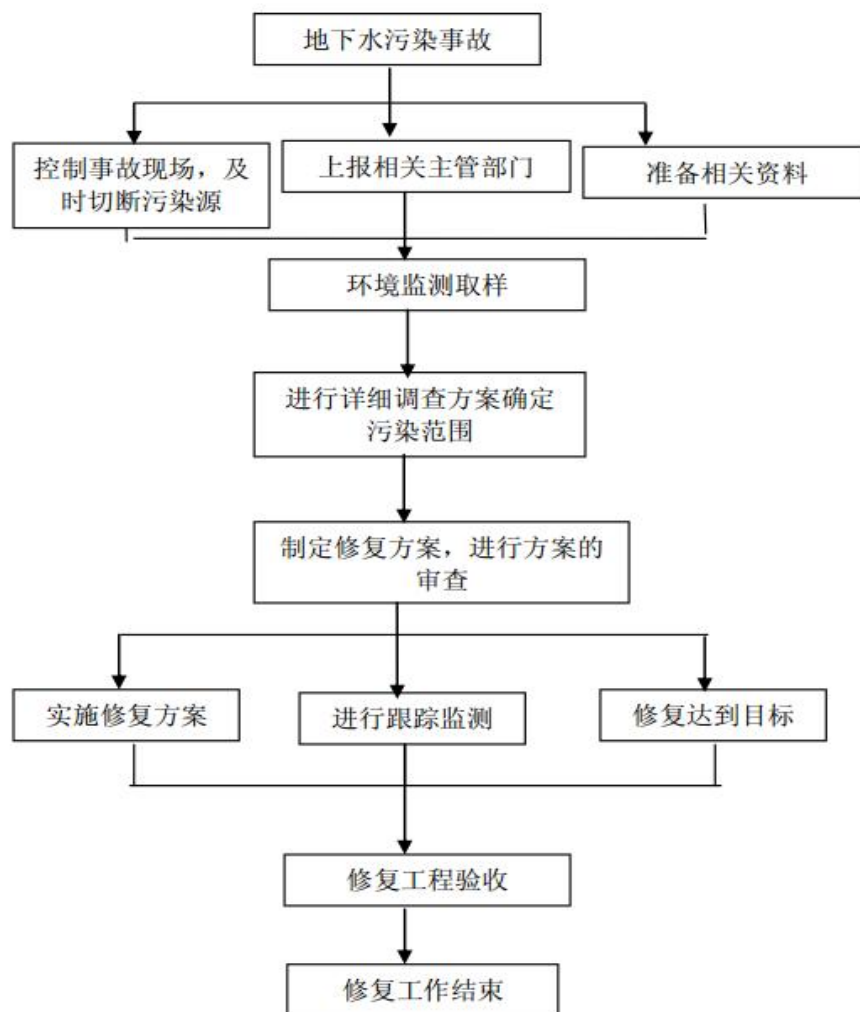 地下水污染事故
控制事故现场，及
时切断污染源
上报相关主管部门
准备相关资料
环境监测取样
进行详细调查方案确定
污染范围
制定修复方案，进行方案的
审查
实施修复方案
进行跟踪监测
修复达到目标
修复工程验收
修复工作结束